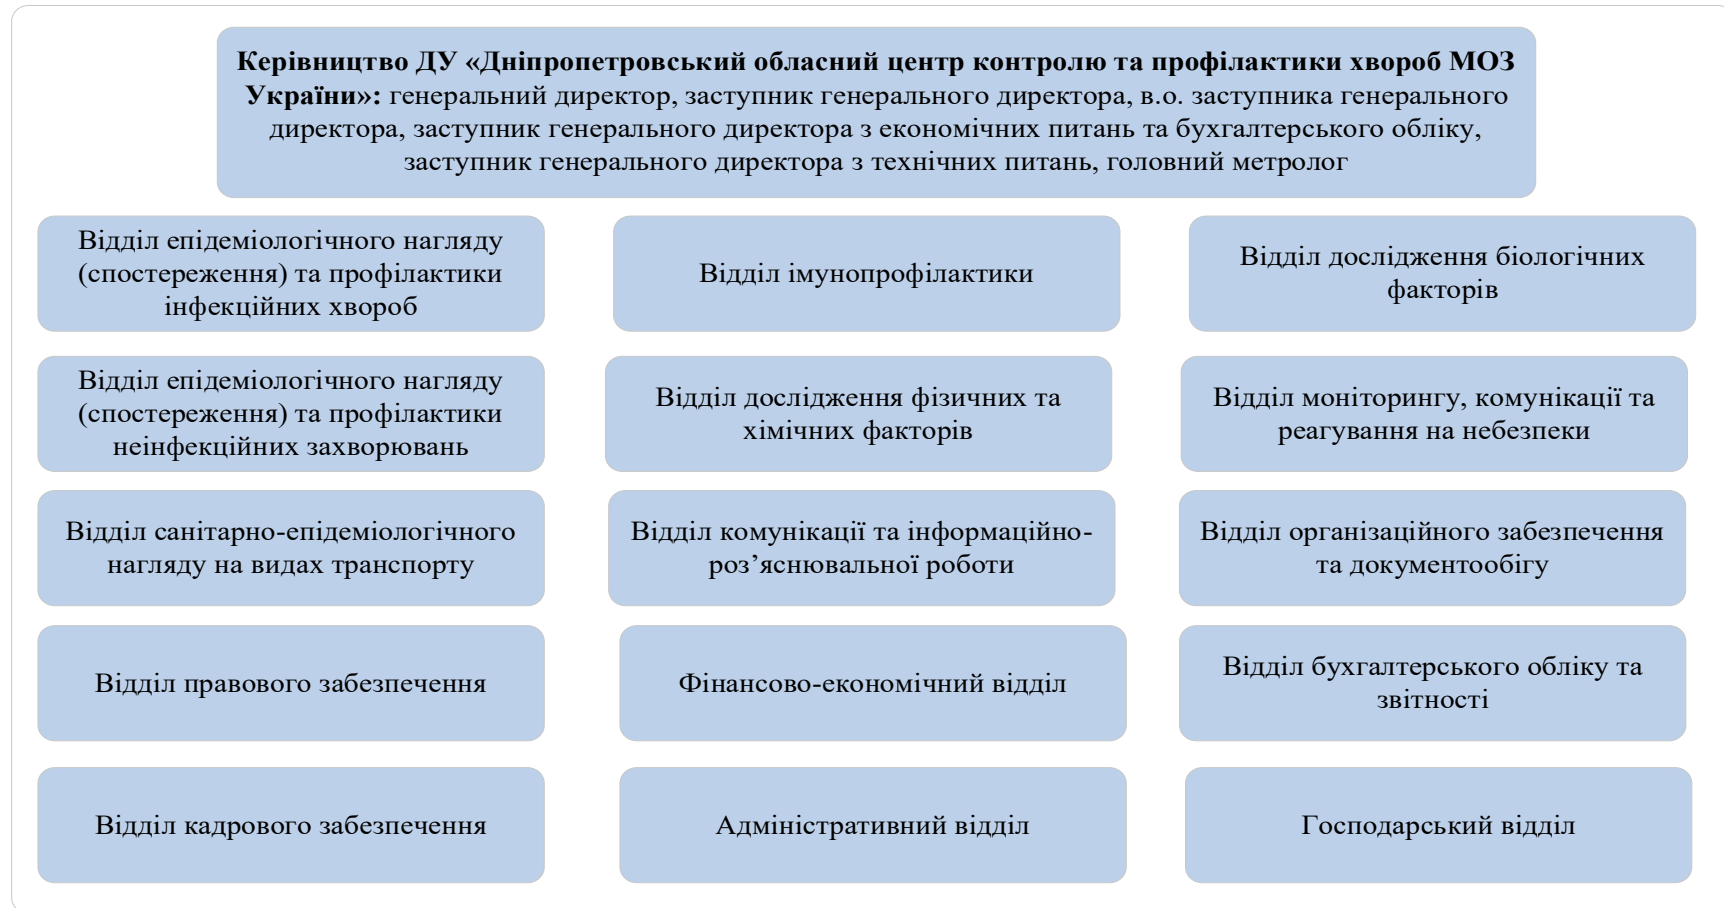 Керівництво ДУ «Дніпропетровський обласний центр контролю та профілактики хвороб МОЗ
України»: генеральний директор, заступник генерального директора, в.о. заступника генерального
директора, заступник генерального директора з економічних питань та бухгалтерського обліку,
заступник генерального директора з технічних питань, головний метролог
Відділ епідеміологічного нагляду
(спостереження) та профілактики
інфекційних хвороб
Відділ імунопрофілактики
Відділ дослідження біологічних
факторів
Відділ епідеміологічного нагляду
(спостереження) та профілактики
неінфекційних захворювань
Відділ дослідження фізичних та
хімічних факторів
Відділ моніторингу, комунікації та
реагування на небезпеки
Відділ санітарно-епідеміологічного
нагляду на видах транспорту
Відділ комунікації та інформаційно-
роз’яснювальної роботи
Відділ організаційного забезпечення
та документообігу
Відділ правового забезпечення
Фінансово-економічний відділ
Відділ бухгалтерського обліку та
звітності
Відділ кадрового забезпечення
Адміністративний відділ
Господарський відділ